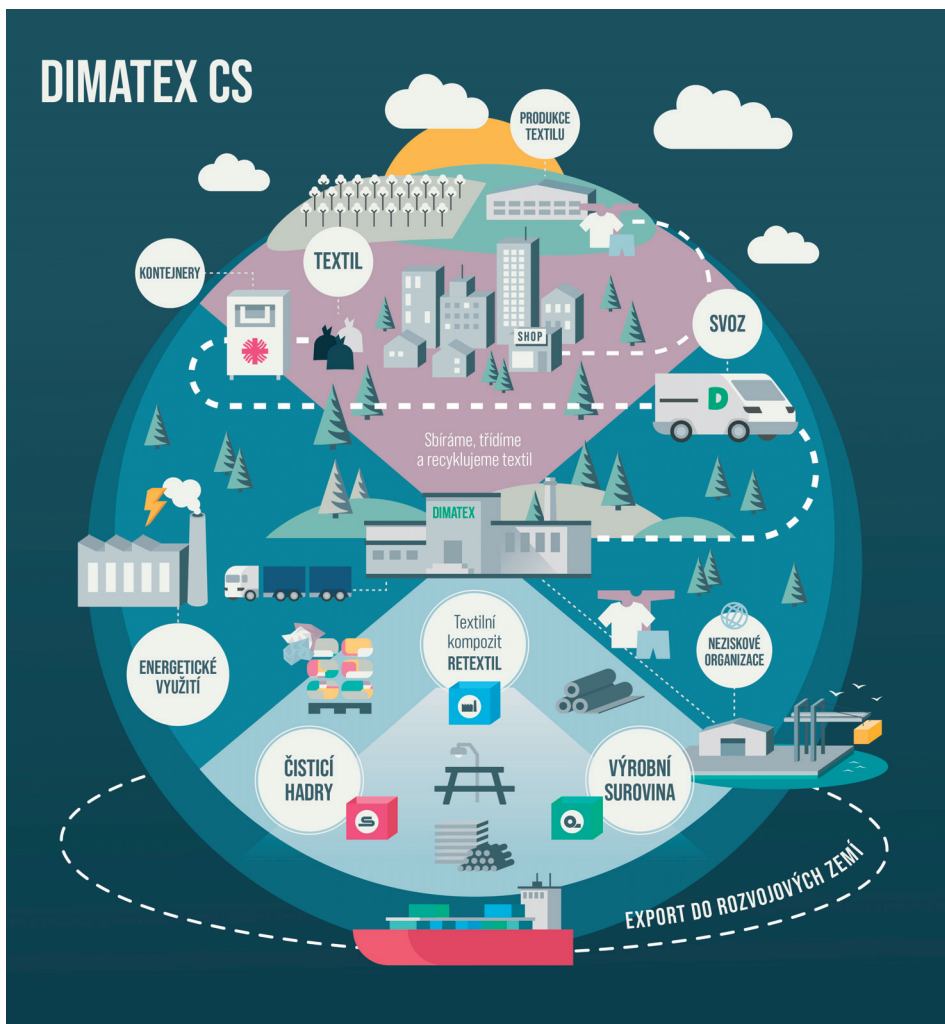 DIMATEX CS
PRODUKCE
TEXTILU
TEXTIL
KONTEJNERY
SVOZ
SHOP
D
Sbíráme, třídíme
a recyklujeme textil
DIMATEX
Textilní
kompozit
RETEXTIL
NEZISKOVÉ
ORGANIZACE
ENERGETICKÉ
VYUŽITÍ
ČISTICÍ
HADRY
VÝROBNÍ
SUROVINA
EXPORT DO ROZVOJOVÝCH ZEMÍ